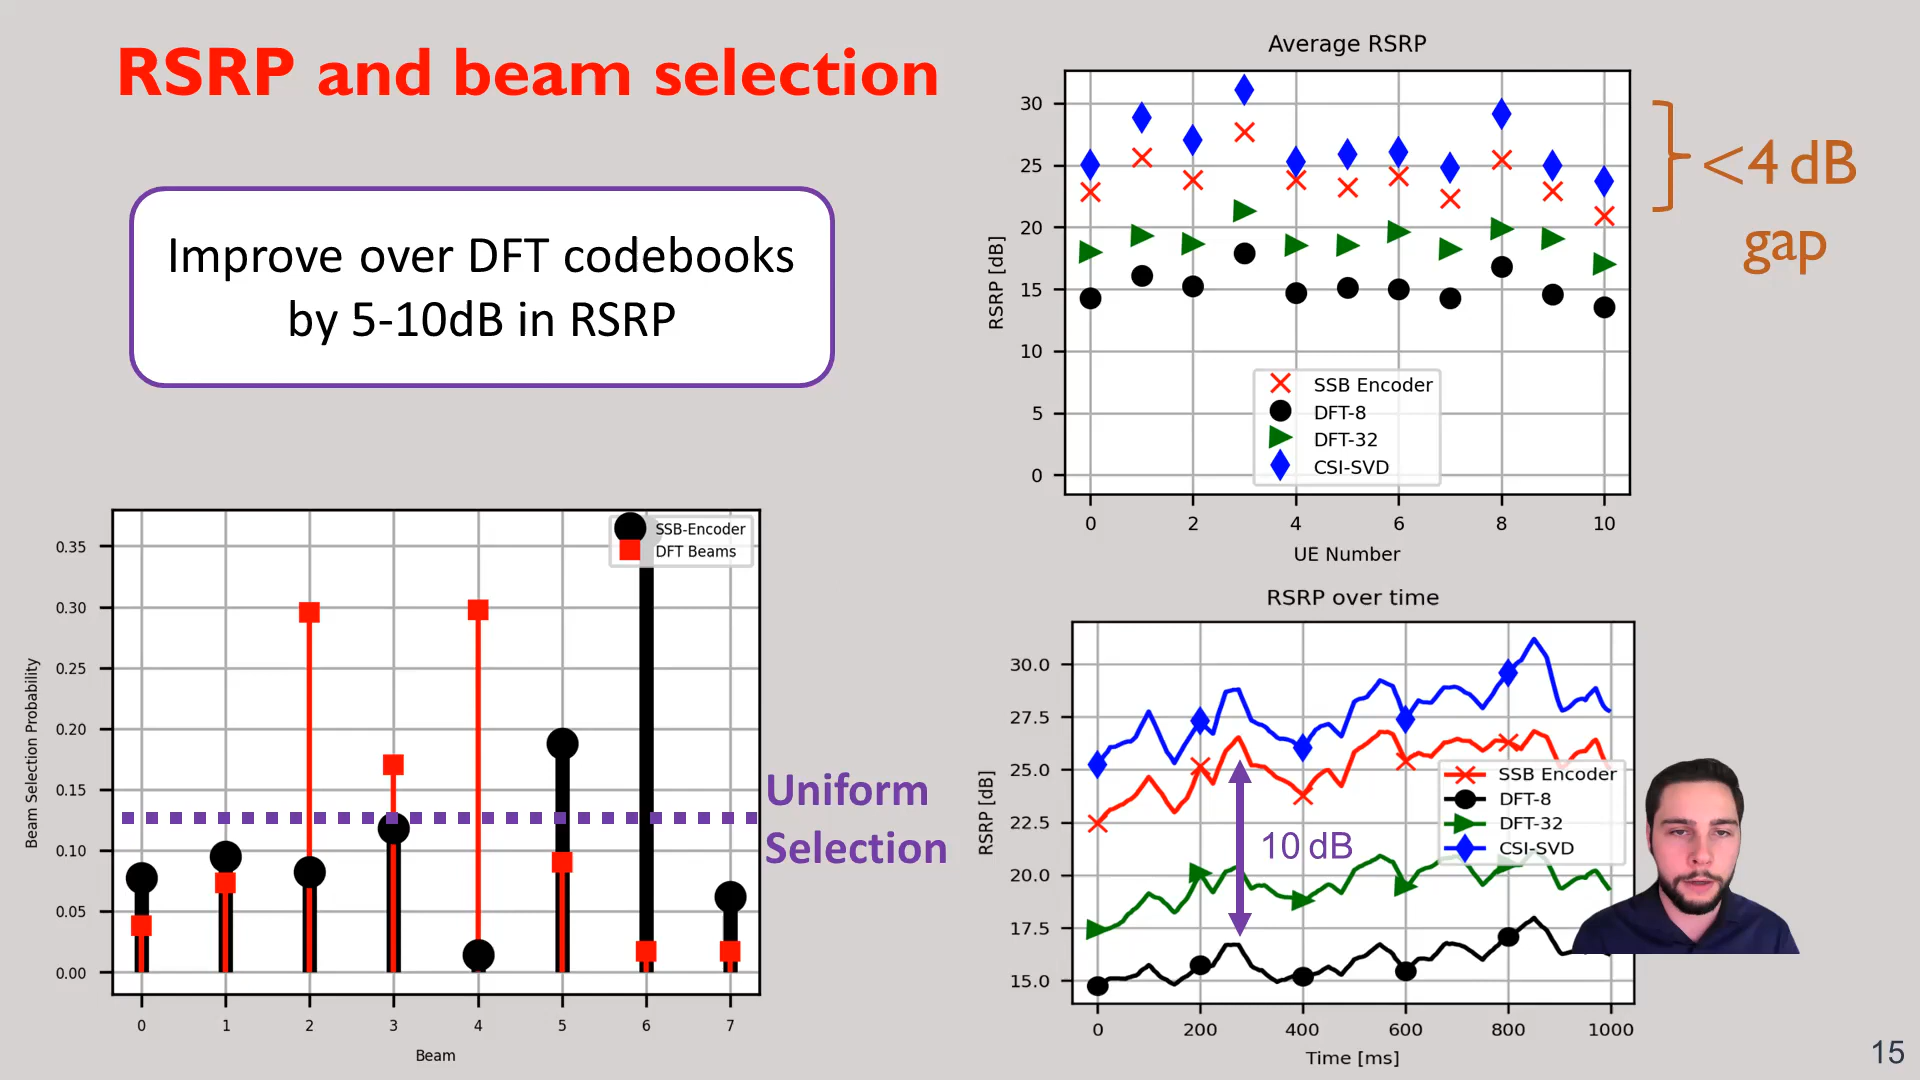 RSRP and beam selection
Improve over DFT codebooks
by 5-10dB in RSRP
Average RSRP
30
25
20
15
10
5
0
RSRP [dB]
SSB Encoder
DFT-8
DFT-32
CSI-SVD
0 2 4 6 8 10
UE Number
<4 dB
gap
0.35
0.30
0.25
0.20
0.15
0.10
0.05
0.00
Beam Selection Probability
SSB-Encoder
DFT Beams
0 1 2 3 4 5 6 7
Beam
Uniform
Selection
RSRP over time
30.0
27.5
25.0
22.5
20.0
17.5
15.0
RSRP [dB]
10 dB
SSB Encoder
DFT-8
DFT-32
CSI-SVD
0 200 400 600 800 1000
Time [ms]
15